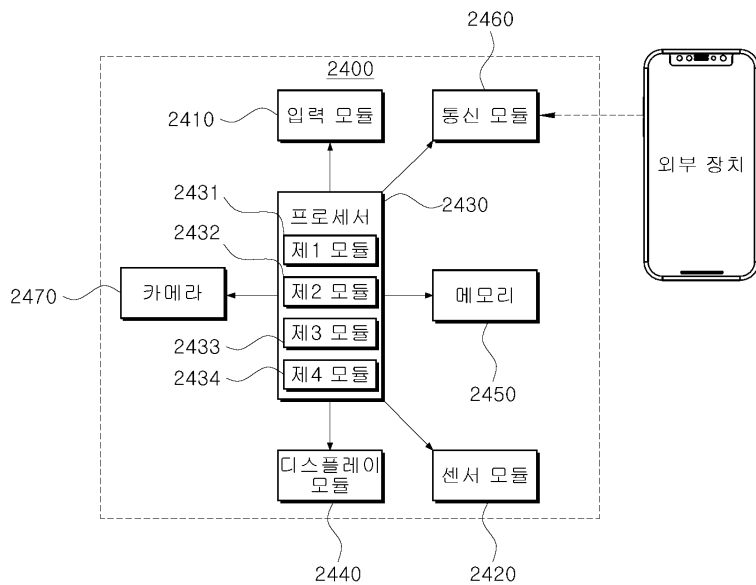 2400
2460
2410
입력 모듈
통신 모듈
외부 장치
2431
2430
프로세서
2432
제1 모듈
2470
카메라
제2 모듈
메모리
2433
제3 모듈
2434
제4 모듈
2450
디스플레이
모듈
센서 모듈
2440
2420